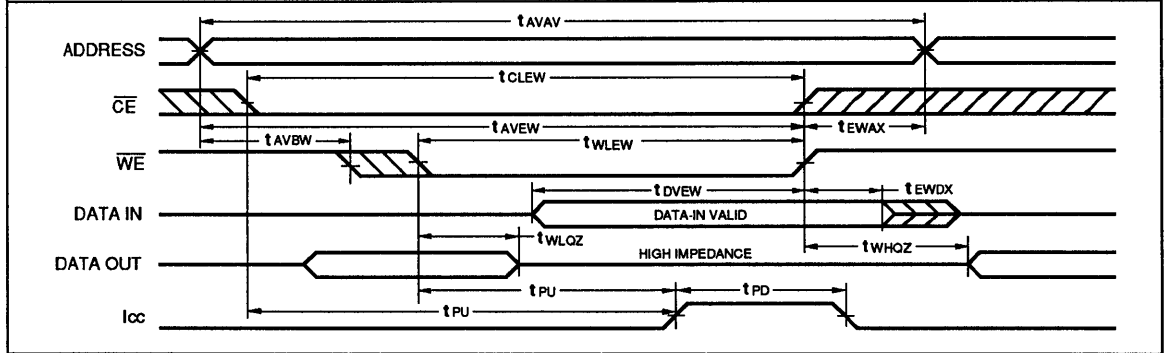 tAVAV
ADDRESS
tCLEW
CE
tAVEW
tEWAX
tAVBW
tWLEW
WE
tDVEW
tEWDX
DATA IN
DATA-IN VALID
tWLQZ
tWHQZ
HIGH IMPEDANCE
DATA OUT
tPU
tPD
tPU
Icc